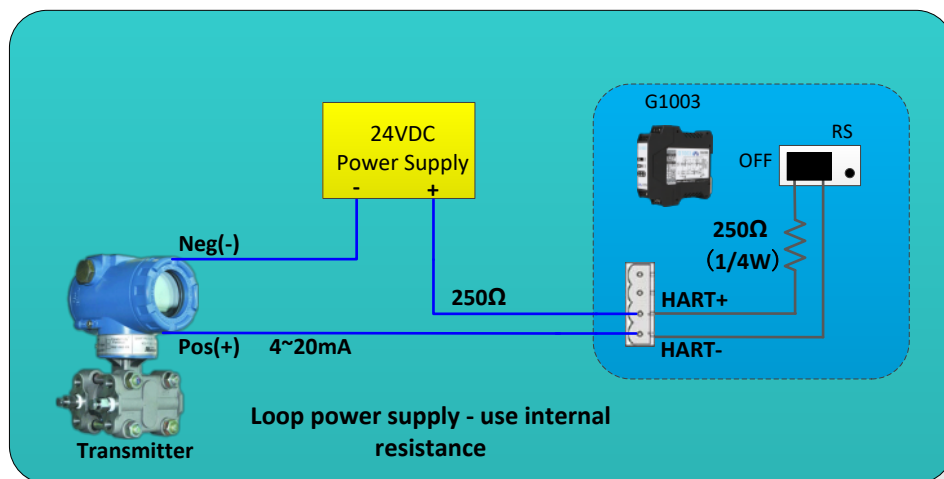 G1003
RS
OFF
24VDC
Power Supply
-
+
250Ω
（1/4W）
Neg(-)
250Ω
HART+
Pos(+)
4~20mA
HART-
Loop power supply - use internal
resistance
Transmitter